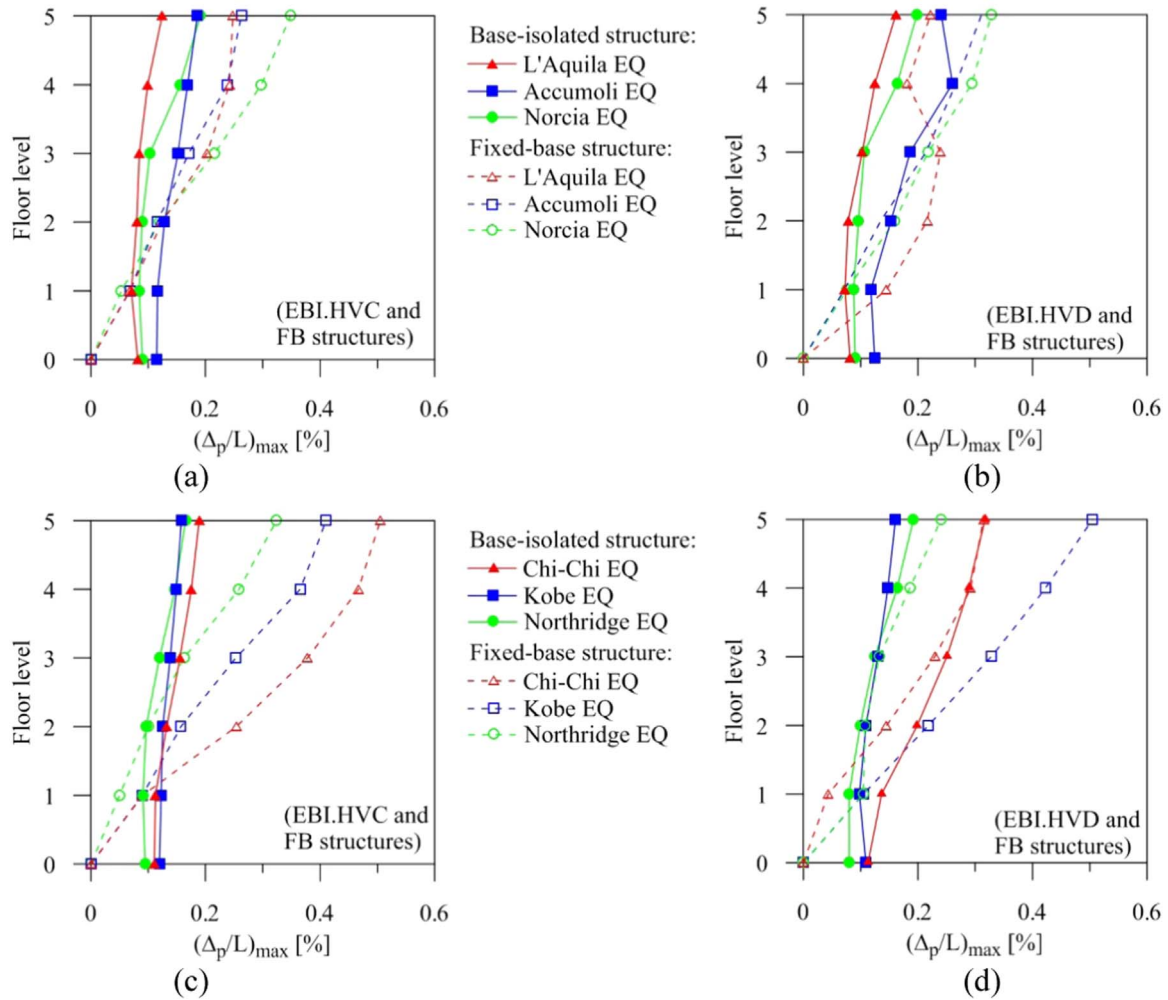 5
4
3
2
1
0
Floor level
(EBI.HVC and
FB structures)
0 0.2 0.4 0.6
(Δp/L)max [%]
(a)
Base-isolated structure:
L'Aquila EQ
Accumoli EQ
Norcia EQ
Fixed-base structure:
L'Aquila EQ
Accumoli EQ
Norcia EQ
5
4
3
2
1
0
Floor level
(EBI.HVD and
FB structures)
0 0.2 0.4 0.6
(Δp/L)max [%]
(b)
5
4
3
2
1
0
Floor level
(EBI.HVC and
FB structures)
0 0.2 0.4 0.6
(Δp/L)max [%]
(c)
Base-isolated structure:
Chi-Chi EQ
Kobe EQ
Northridge EQ
Fixed-base structure:
Chi-Chi EQ
Kobe EQ
Northridge EQ
5
4
3
2
1
0
Floor level
(EBI.HVD and
FB structures)
0 0.2 0.4 0.6
(Δp/L)max [%]
(d)